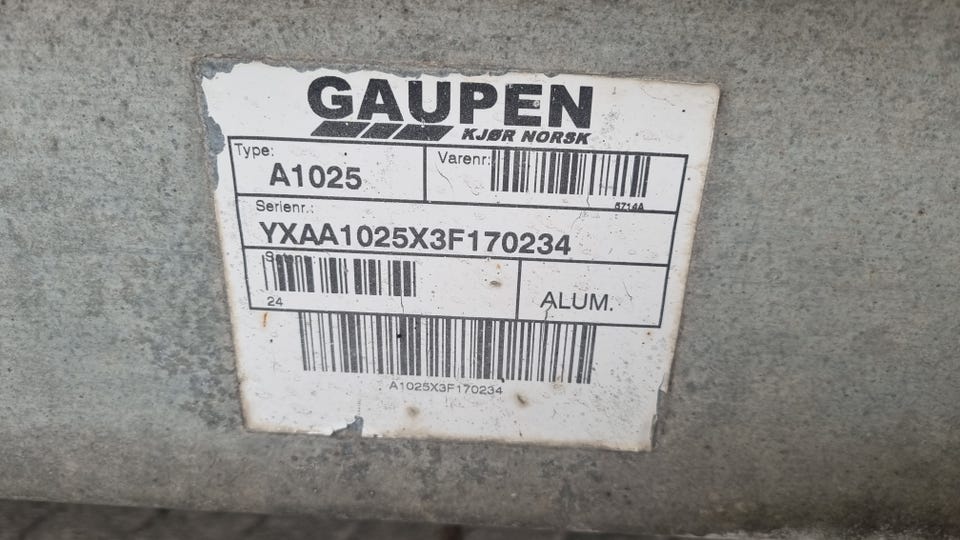 GAUPEN
KJØR NORSK
Type:
A1025
Varenr:
5714A
Serienr.:
YXAA1025X3F170234
24
ALUM.
A1025X3F170234